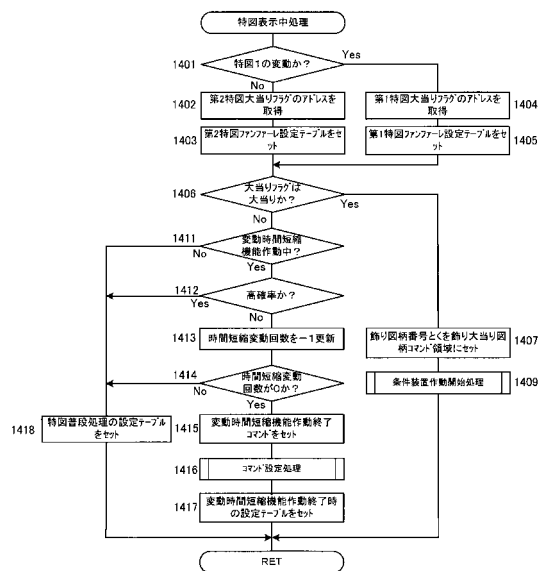 特図表示中処理
1401
特図1の変動か?
Yes
No
1402
第2特図大当りフラグのアドレスを
取得
第1特図大当りフラグのアドレスを
取得
1404
1403
第2特図ファンファーレ設定テーブルをセ
ット
第1特図ファンファーレ設定テーブルをセ
ット
1405
1406
大当りフラグは
大当りか?
Yes
No
1411
変動時間短縮
機能作動中?
No
Yes
1412
高確率か?
Yes
No
1413
時間短縮変動回数を-1更新
飾り図柄番号とくを飾り大当り図
柄コマンド領域にセット
1407
1414
時間短縮変動
回数が0か?
条件装置作動開始処理
1409
No
Yes
1418
特図普段処理の設定テーブル
をセット
1415
変動時間短縮機能作動終了
コマンドをセット
1416
コマンド設定処理
1417
変動時間短縮機能作動終了時
の設定テーブルをセット
RET